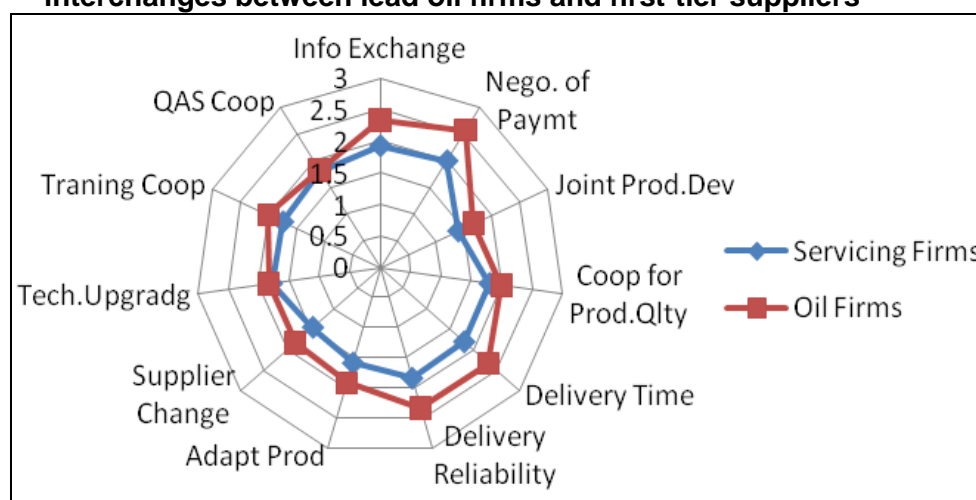 interchanges between lead oil firms and first tier suppliers
Info Exchange
Nego. of
Paymt
Joint Prod.Dev
Coop for
Prod.Qlty
Delivery Time
Delivery
Reliability
Adapt Prod
Supplier
Change
Tech.Upgradg
Traning Coop
QAS Coop
3
2.5
2
1.5
1
0.5
0
Servicing Firms
Oil Firms